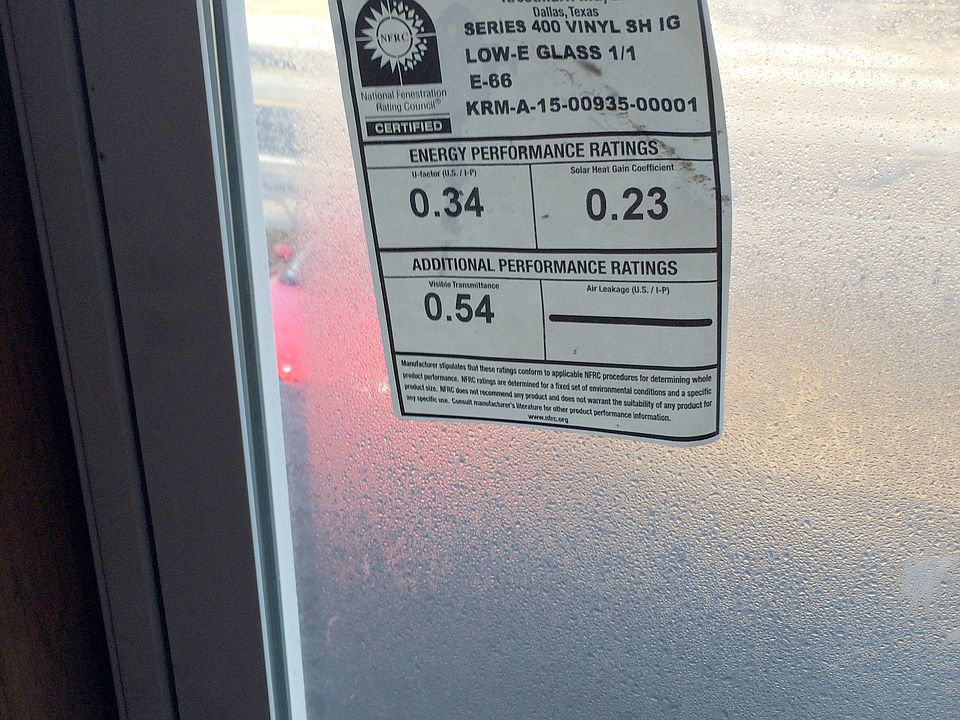 Dallas, Texas
SERIES 400 VINYL SH IG
LOW-E GLASS 1/1
E-66
KRM-A-15-00935-00001
NFRC
National Fenestration
Rating Council®
CERTIFIED
ENERGY PERFORMANCE RATINGS
U-factor (U.S. / I-P)
0.34
Solar Heat Gain Coefficient
0.23
ADDITIONAL PERFORMANCE RATINGS
Visible Transmittance
0.54
Air Leakage (U.S. / I-P)
Manufacturer stipulates that these ratings conform to applicable NFRC procedures for determining whole
product performance. NFRC ratings are determined for a fixed set of environmental conditions and a specific
product size. NFRC does not recommend any product and does not warrant the suitability of any product for
any specific use. Consult manufacturer's literature for other product performance information.
www.nfrc.org